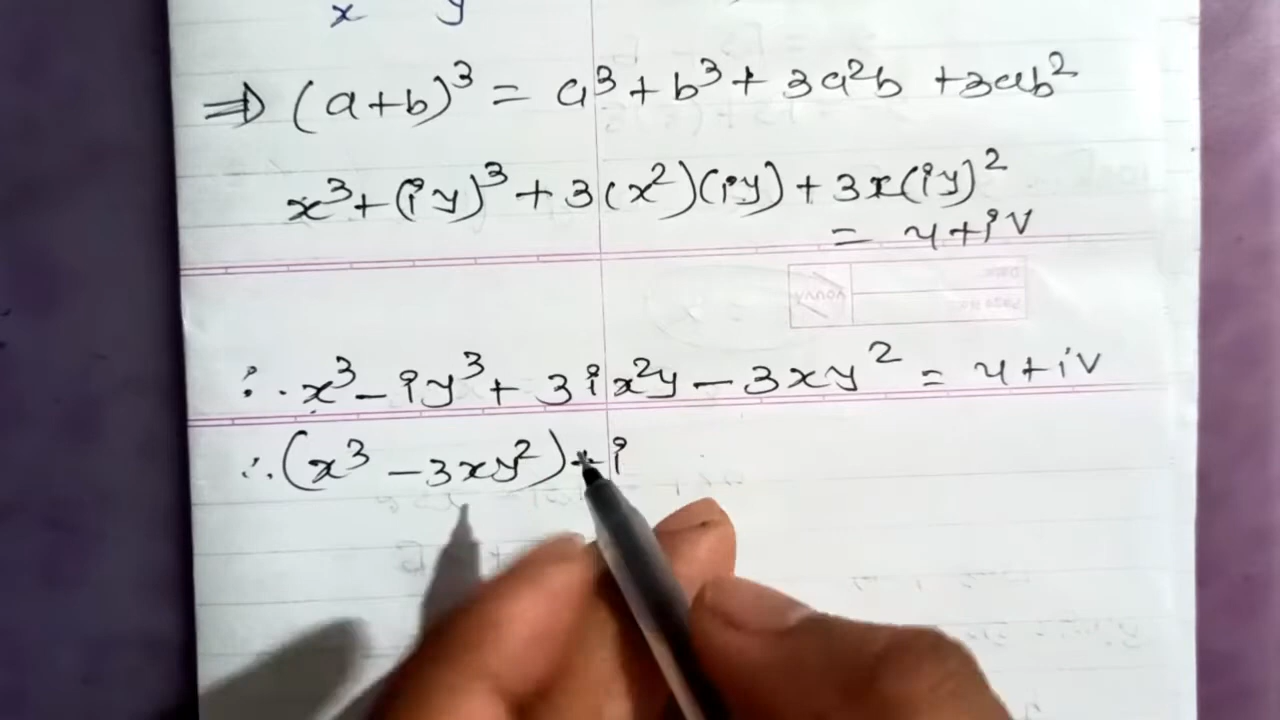 x y
⇒ (a+b)³ = a³ + b³ + 3a²b + 3ab²
x³ + (iy)³ + 3(x²)(iy) + 3x(iy)²
= u + iv
∴ x³ - iy³ + 3ix²y - 3xy² = u + iv
∴ (x³ - 3xy²) + i